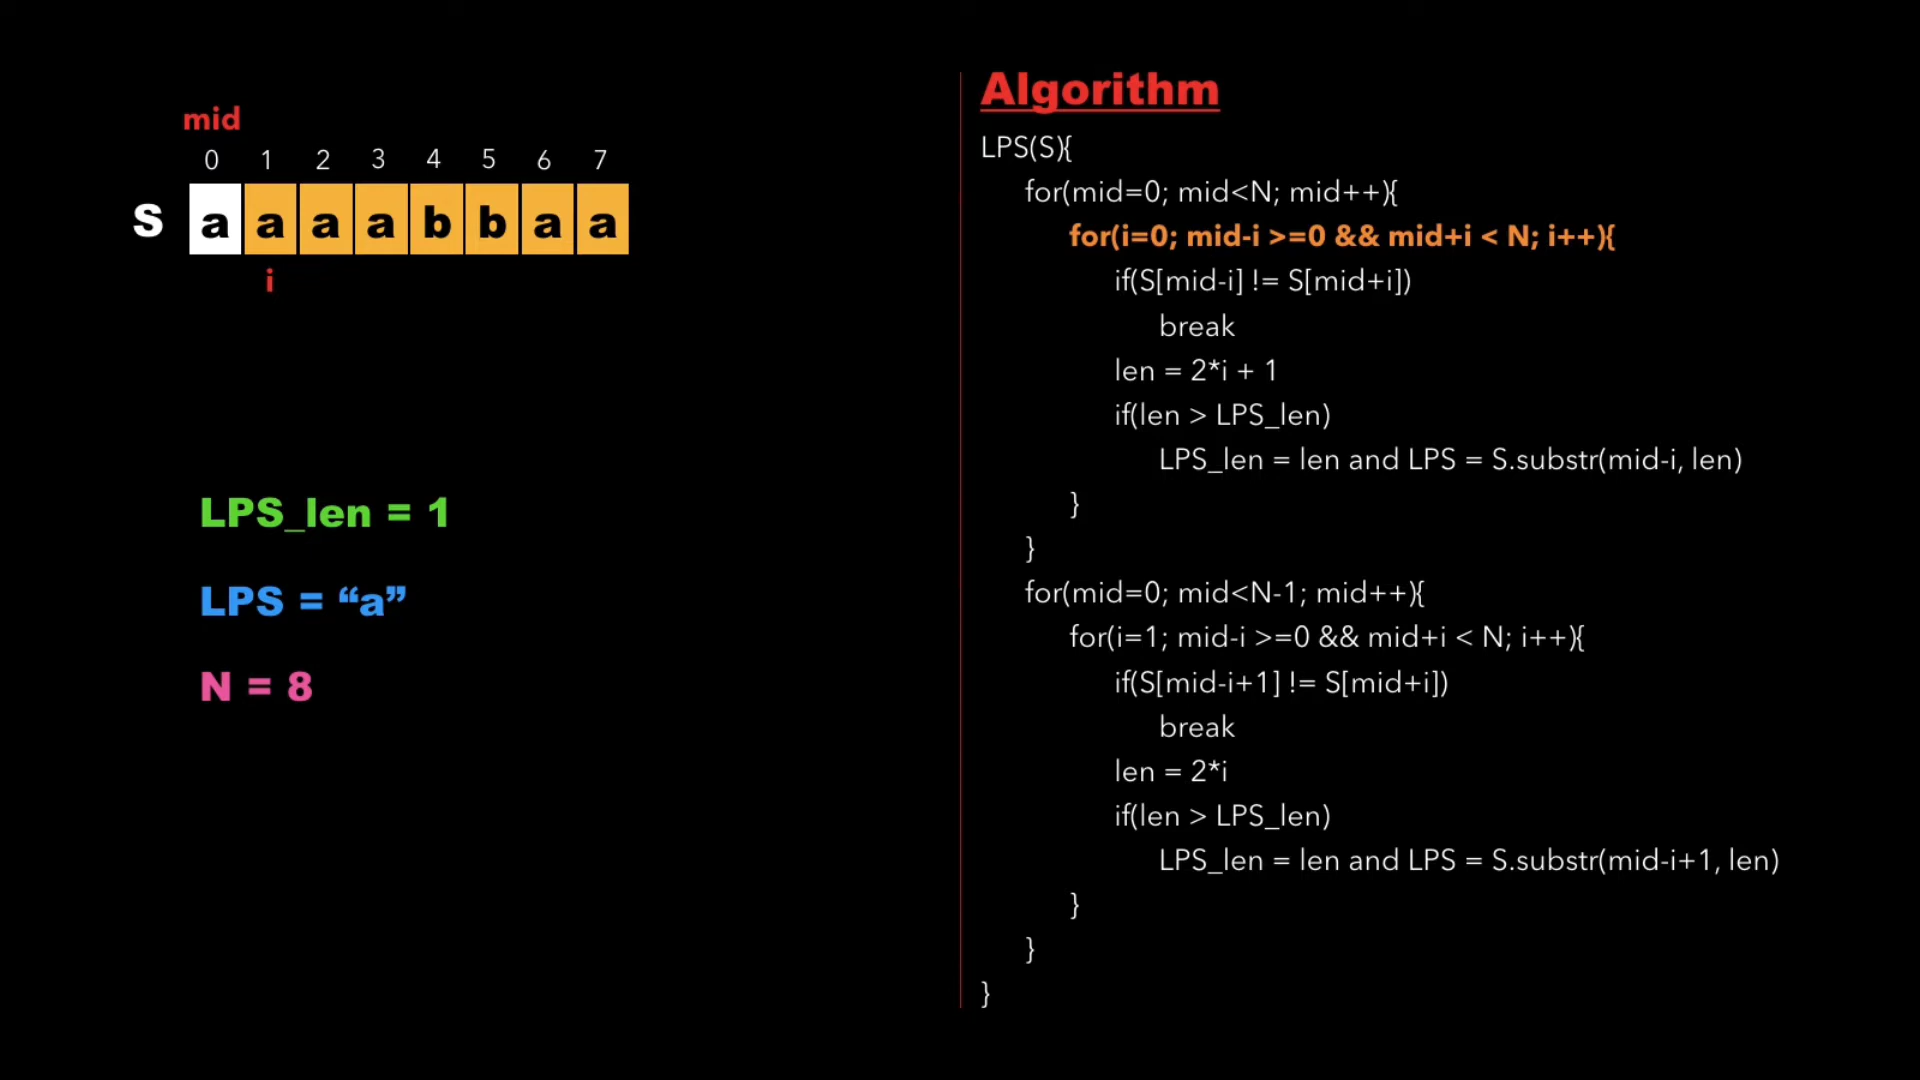 mid
0 1 2 3 4 5 6 7
S a a a a b b a a
i
LPS_len = 1
LPS = “a”
N = 8
Algorithm
LPS(S){
for(mid=0; mid<N; mid++){
for(i=0; mid-i >=0 && mid+i < N; i++){
if(S[mid-i] != S[mid+i])
break
len = 2*i + 1
if(len > LPS_len)
LPS_len = len and LPS = S.substr(mid-i, len)
}
}
for(mid=0; mid<N-1; mid++){
for(i=1; mid-i >=0 && mid+i < N; i++){
if(S[mid-i+1] != S[mid+i])
break
len = 2*i
if(len > LPS_len)
LPS_len = len and LPS = S.substr(mid-i+1, len)
}
}
}